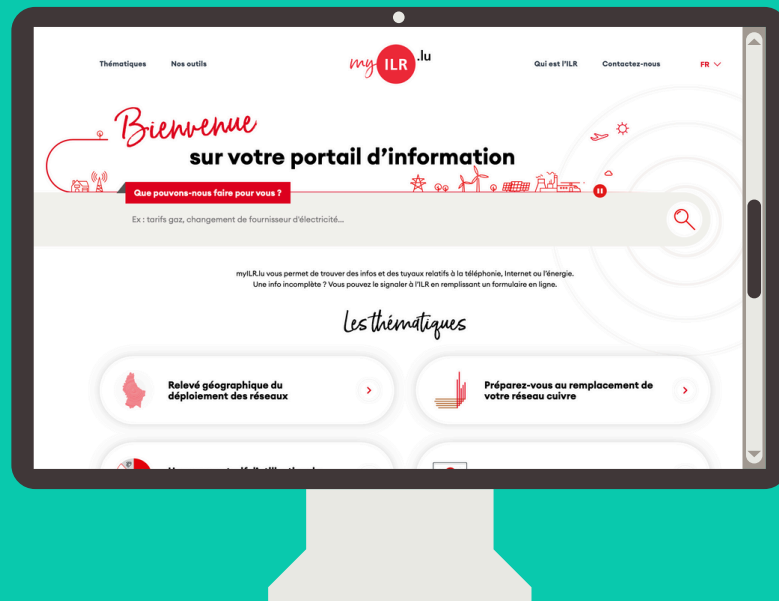 Thématiques
Nos outils
my ILR .lu
Qui est l'ILR
Contactez-nous
FR
Bienvenue
sur votre portail d'information
Que pouvons-nous faire pour vous ?
Ex : tarifs gaz, changement de fournisseur d'électricité...
myILR.lu vous permet de trouver des infos et des tuyaux relatifs à la téléphonie, Internet ou l'énergie.
Une info incomplète ? Vous pouvez le signaler à l'ILR en remplissant un formulaire en ligne.
Les thématiques
Relevé géographique du
déploiement des réseaux
Préparez-vous au remplacement de
votre réseau cuivre